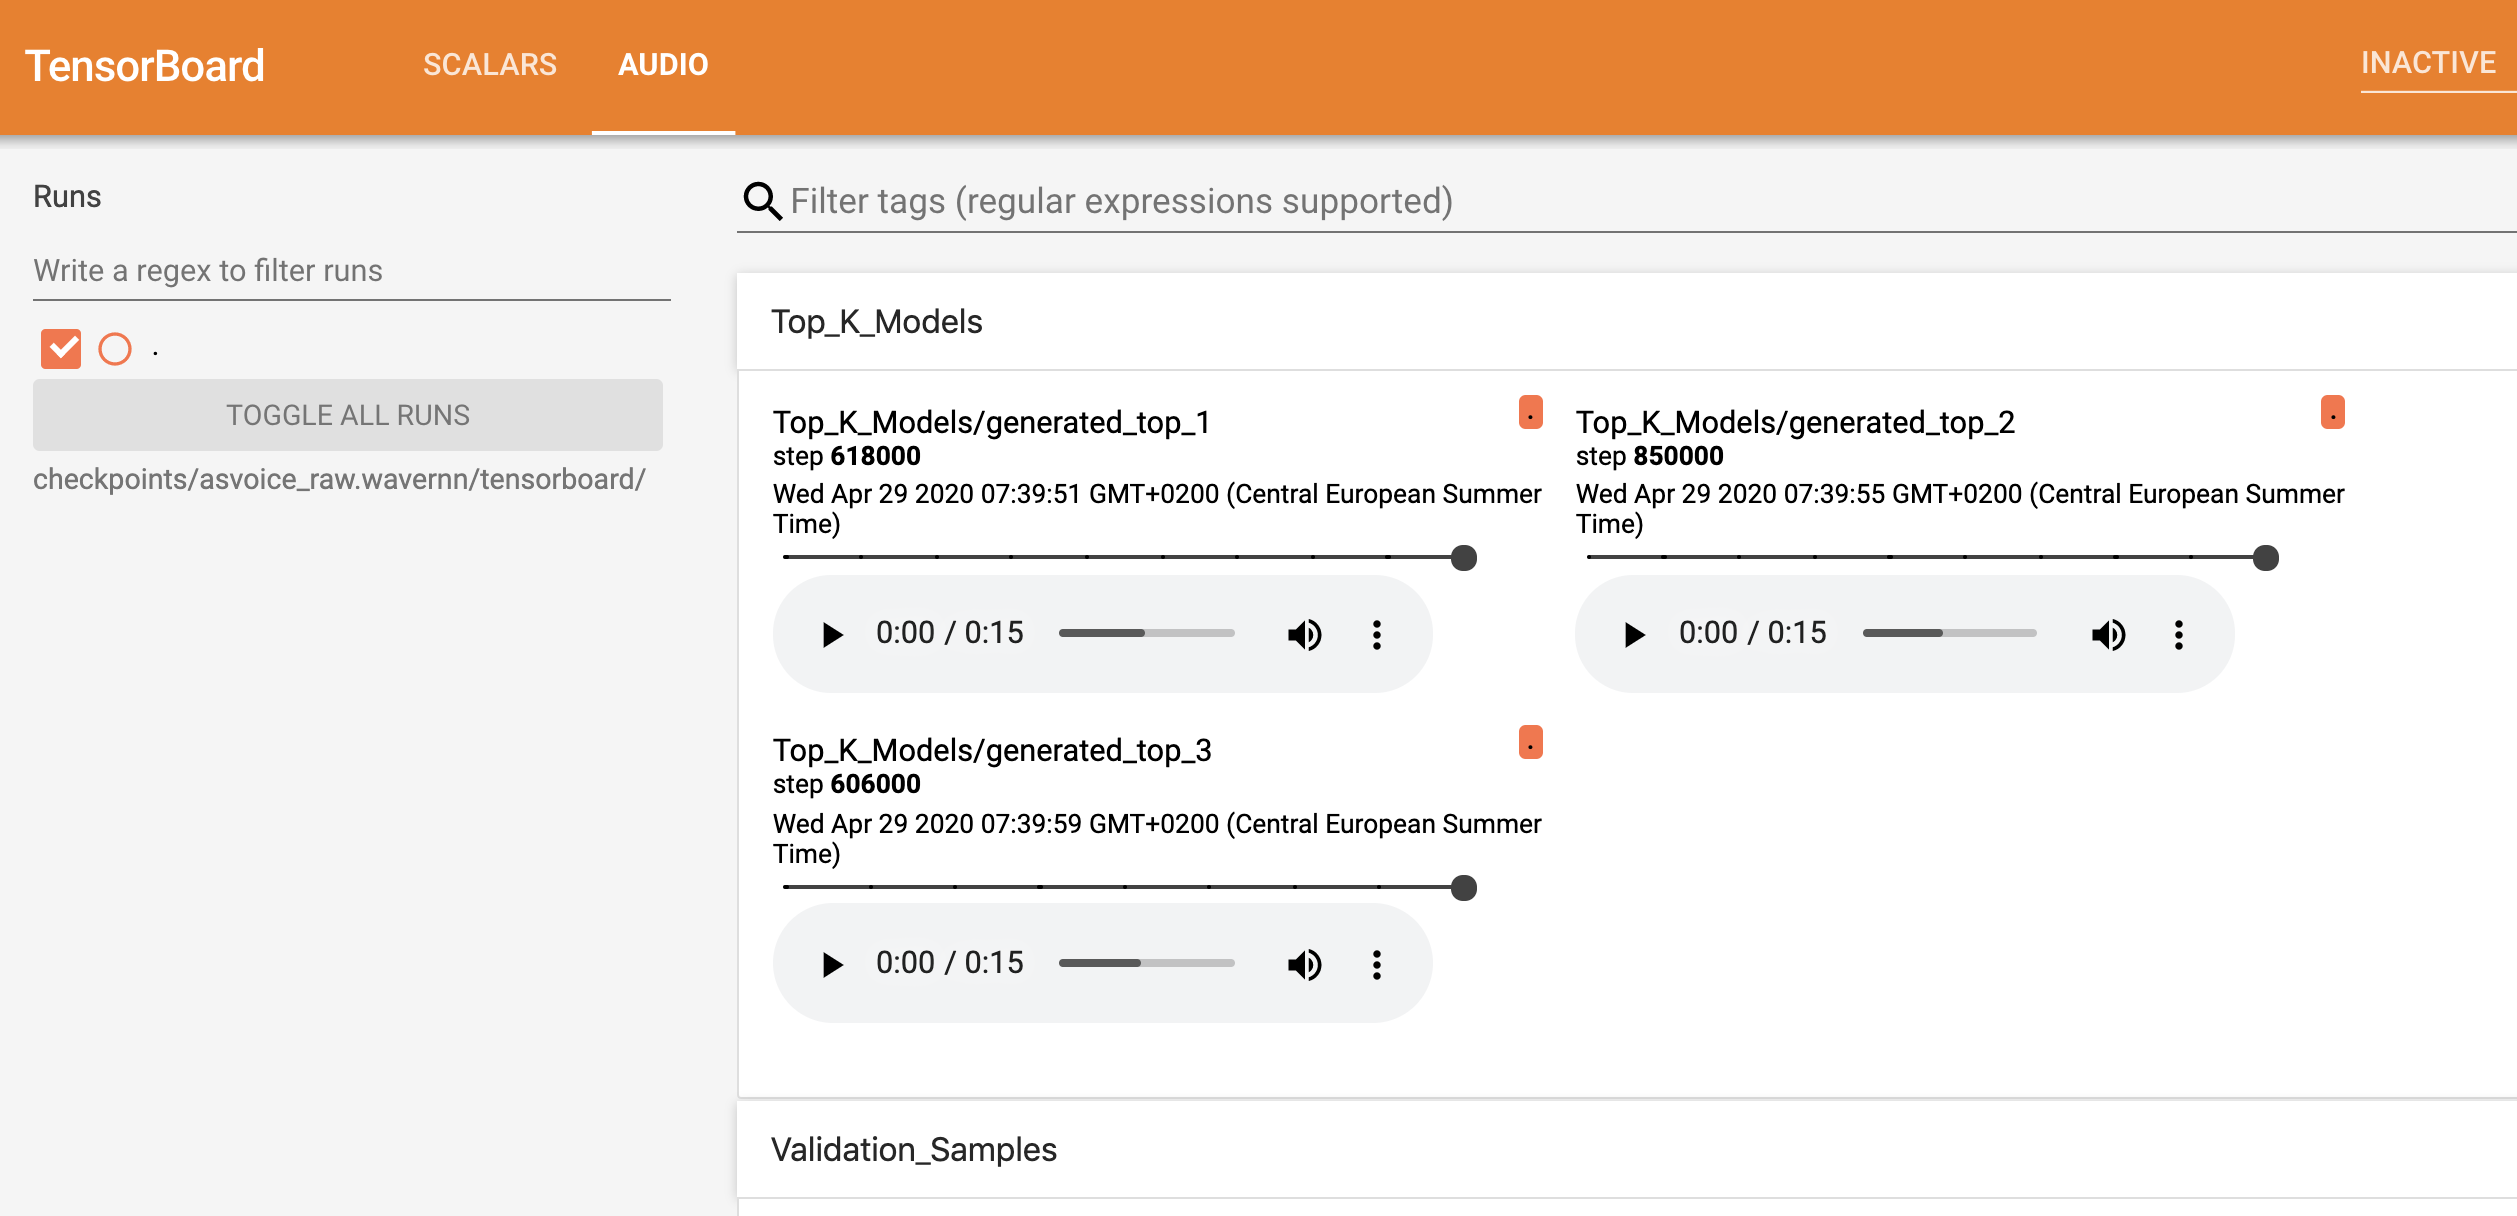 TensorBoard
SCALARS
AUDIO
INACTIVE
Runs
Write a regex to filter runs
.
TOGGLE ALL RUNS
checkpoints/asvoice_raw.wavernn/tensorboard/
Filter tags (regular expressions supported)
Top_K_Models
Top_K_Models/generated_top_1
.
step 618000
Wed Apr 29 2020 07:39:51 GMT+0200 (Central European Summer
Time)
0:00 / 0:15
Top_K_Models/generated_top_2
.
step 850000
Wed Apr 29 2020 07:39:55 GMT+0200 (Central European Summer
Time)
0:00 / 0:15
Top_K_Models/generated_top_3
.
step 606000
Wed Apr 29 2020 07:39:59 GMT+0200 (Central European Summer
Time)
0:00 / 0:15
Validation_Samples